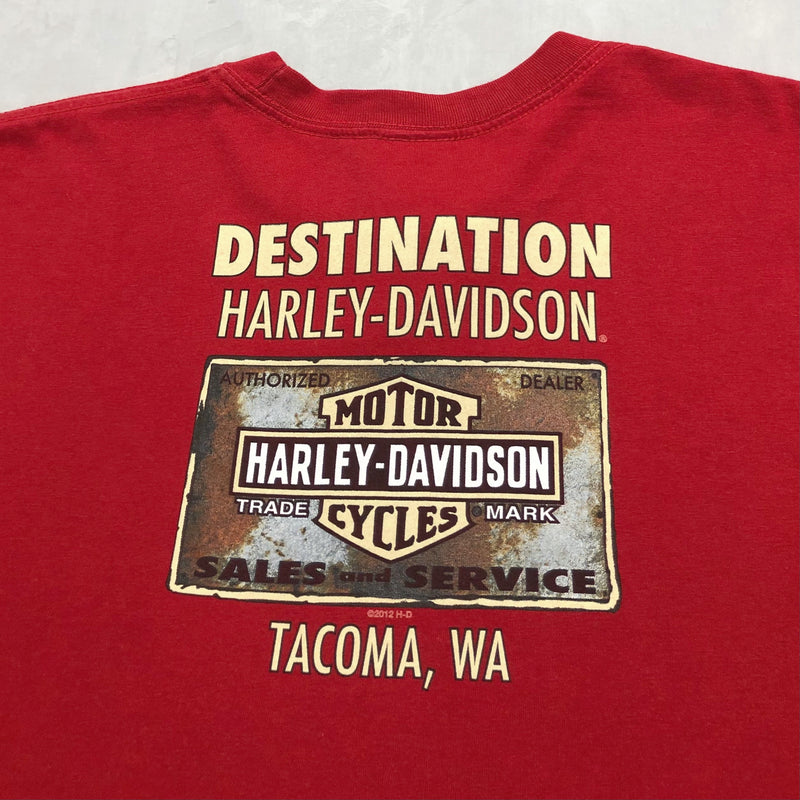 DESTINATION
HARLEY-DAVIDSON®
AUTHORIZED DEALER
MOTOR
HARLEY-DAVIDSON
TRADE MARK
CYCLES
SALES and SERVICE
©2012 H-D
TACOMA, WA